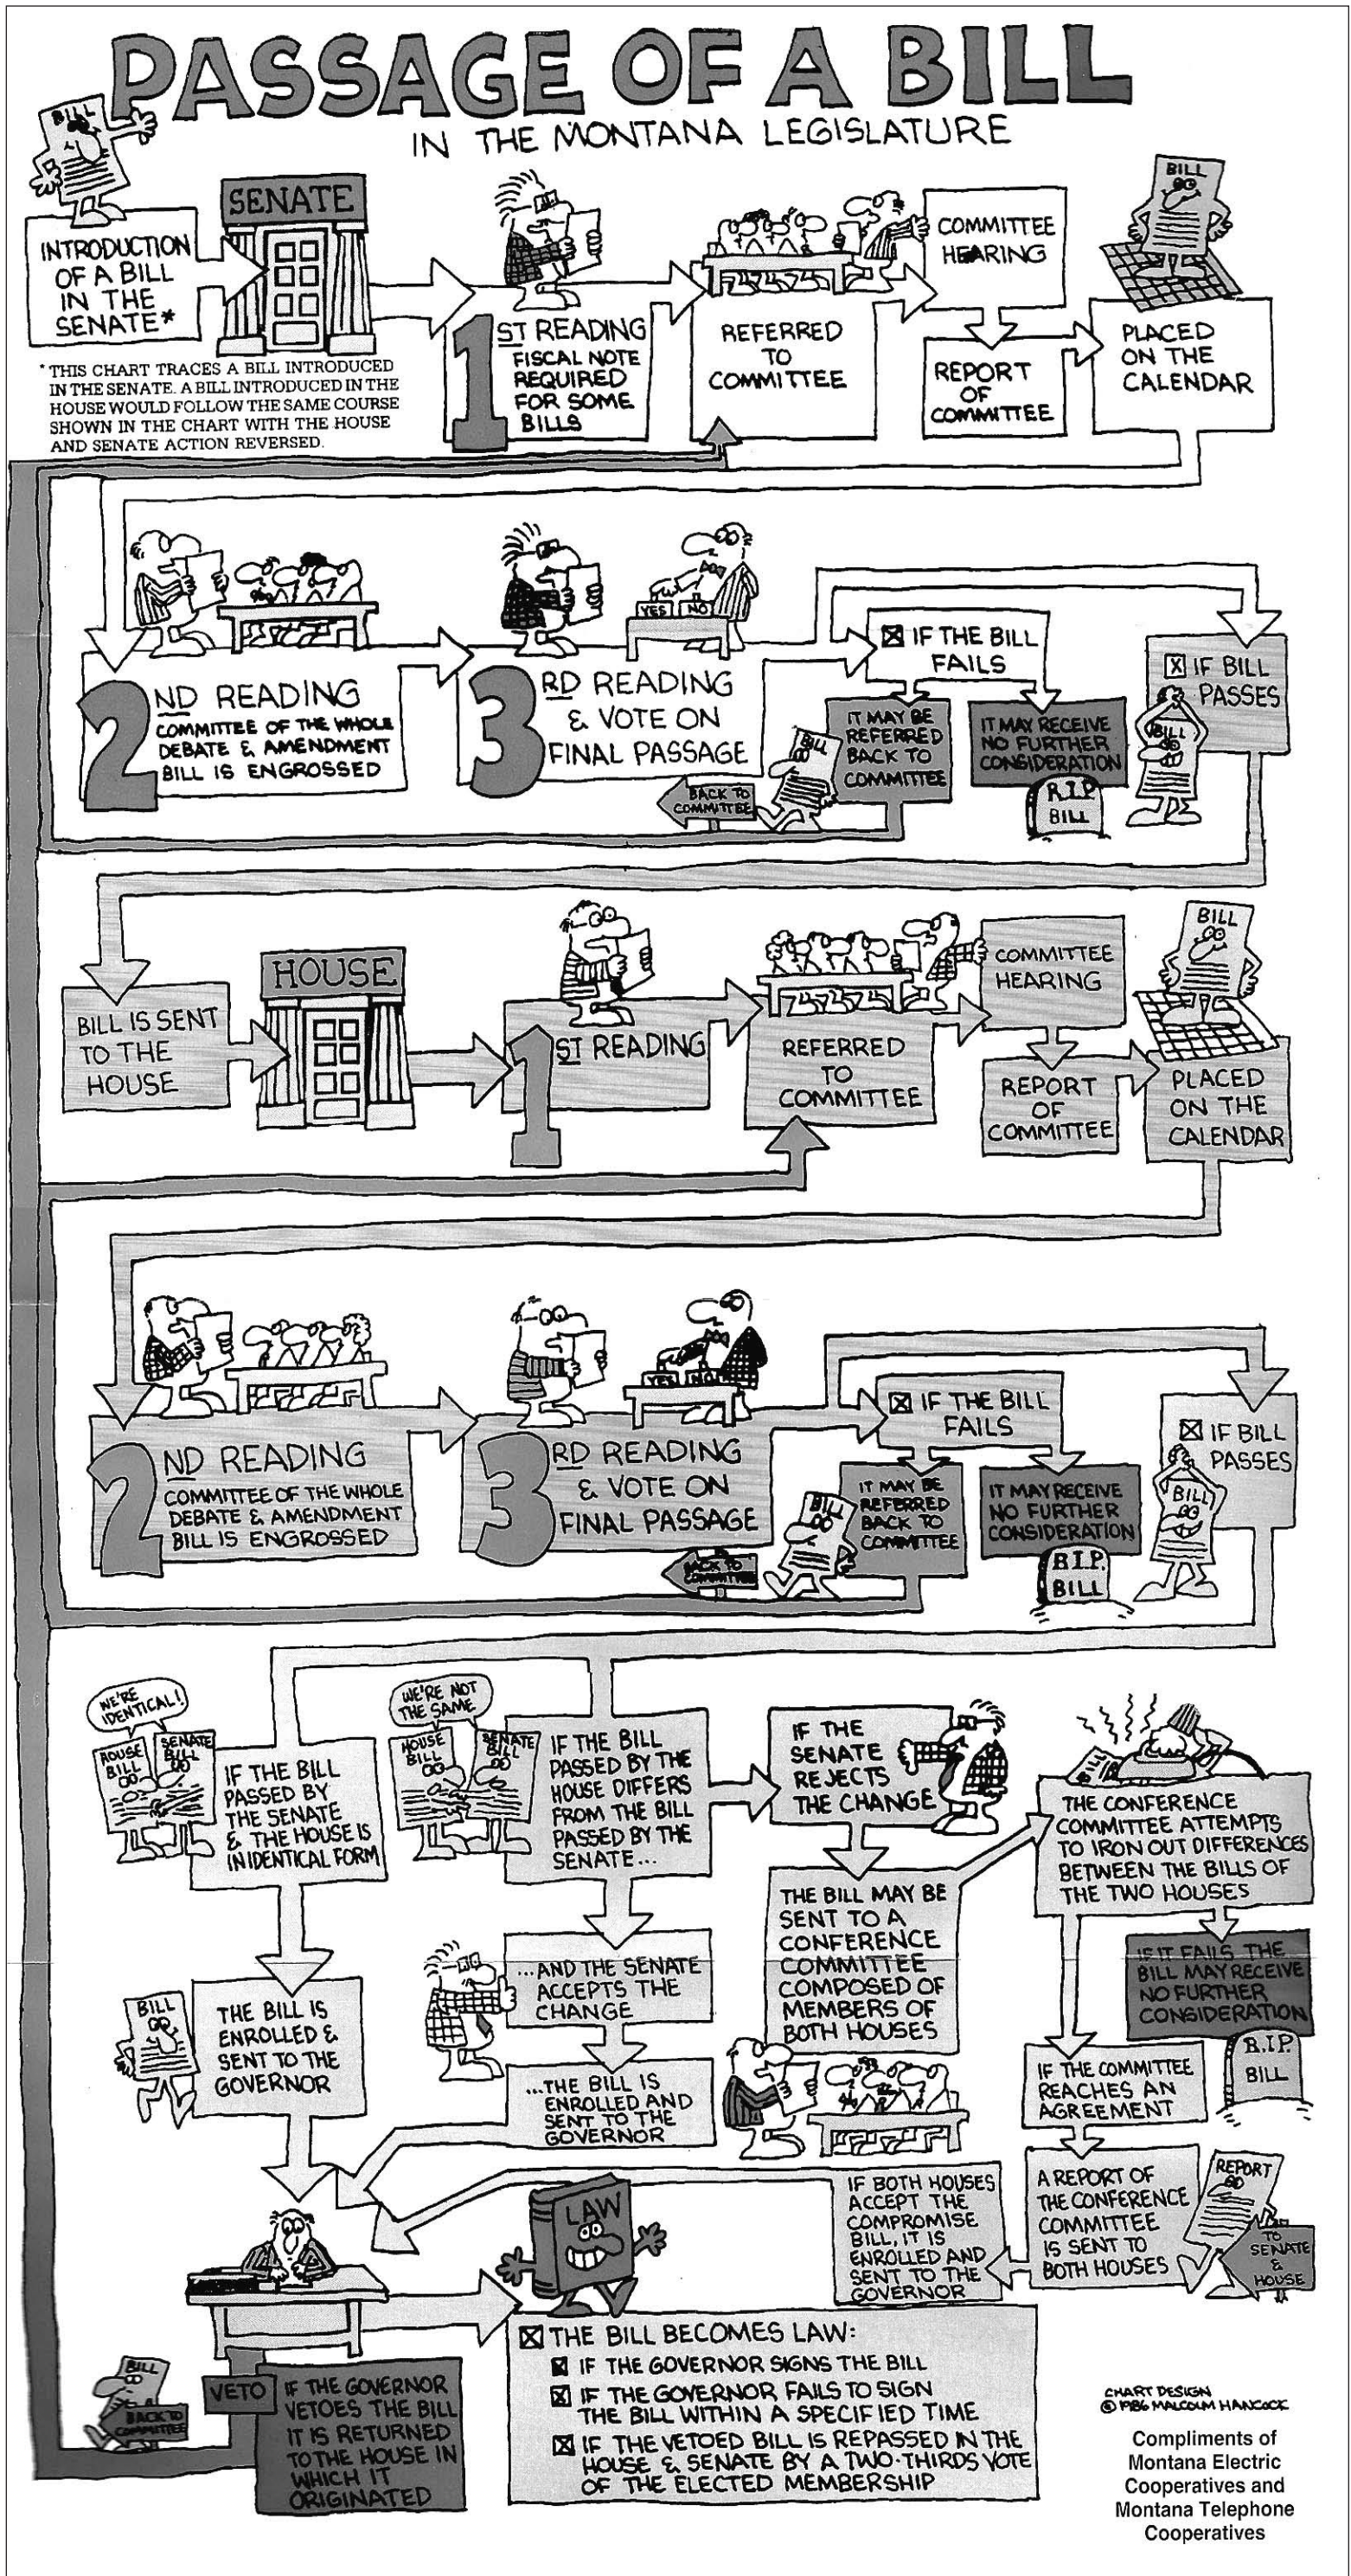 PASSAGE OF A BILL
IN THE MONTANA LEGISLATURE
BILL
INTRODUCTION
OF A BILL
IN THE
SENATE*
SENATE
1ST READING
FISCAL NOTE
REQUIRED
FOR SOME
BILLS
REFERRED
TO
COMMITTEE
COMMITTEE
HEARING
REPORT
OF
COMMITTEE
BILL
PLACED
ON THE
CALENDAR
* THIS CHART TRACES A BILL INTRODUCED
IN THE SENATE. A BILL INTRODUCED IN THE
HOUSE WOULD FOLLOW THE SAME COURSE
SHOWN IN THE CHART WITH THE HOUSE
AND SENATE ACTION REVERSED.
2ND READING
COMMITTEE OF THE WHOLE
DEBATE & AMENDMENT
BILL IS ENGROSSED
YES NO
3RD READING
& VOTE ON
FINAL PASSAGE
IF THE BILL
FAILS
IT MAY BE
REFERRED
BACK TO
COMMITTEE
BILL
BACK TO
COMMITTEE
IT MAY RECEIVE
NO FURTHER
CONSIDERATION
R.I.P
BILL
IF BILL
PASSES
BILL
BILL IS SENT
TO THE
HOUSE
HOUSE
1ST READING
REFERRED
TO
COMMITTEE
COMMITTEE
HEARING
REPORT
OF
COMMITTEE
BILL
PLACED
ON THE
CALENDAR
2ND READING
COMMITTEE OF THE WHOLE
DEBATE & AMENDMENT
BILL IS ENGROSSED
YES NO
3RD READING
& VOTE ON
FINAL PASSAGE
IF THE BILL
FAILS
IT MAY BE
REFERRED
BACK TO
COMMITTEE
BILL
BACK TO
COMMITTEE
IT MAY RECEIVE
NO FURTHER
CONSIDERATION
R.I.P.
BILL
IF BILL
PASSES
BILL
WE'RE
IDENTICAL!
HOUSE
BILL
SENATE
BILL
IF THE BILL
PASSED BY
THE SENATE
& THE HOUSE IS
IN IDENTICAL FORM
WE'RE NOT
THE SAME
HOUSE
BILL
SENATE
BILL
IF THE BILL
PASSED BY THE
HOUSE DIFFERS
FROM THE BILL
PASSED BY THE
SENATE...
IF THE
SENATE
REJECTS
THE CHANGE
BILL
THE CONFERENCE
COMMITTEE ATTEMPTS
TO IRON OUT DIFFERENCES
BETWEEN THE BILLS OF
THE TWO HOUSES
THE BILL MAY BE
SENT TO A
CONFERENCE
COMMITTEE
COMPOSED OF
MEMBERS OF
BOTH HOUSES
IF IT FAILS THE
BILL MAY RECEIVE
NO FURTHER
CONSIDERATION
R.I.P.
BILL
BILL
THE BILL IS
ENROLLED &
SENT TO THE
GOVERNOR
...AND THE SENATE
ACCEPTS THE
CHANGE
...THE BILL IS
ENROLLED AND
SENT TO THE
GOVERNOR
IF THE COMMITTEE
REACHES AN
AGREEMENT
A REPORT OF
THE CONFERENCE
COMMITTEE
IS SENT TO
BOTH HOUSES
REPORT
TO
SENATE
&
HOUSE
IF BOTH HOUSES
ACCEPT THE
COMPROMISE
BILL, IT IS
ENROLLED AND
SENT TO THE
GOVERNOR
LAW
THE BILL BECOMES LAW:
IF THE GOVERNOR SIGNS THE BILL
IF THE GOVERNOR FAILS TO SIGN
THE BILL WITHIN A SPECIFIED TIME
IF THE VETOED BILL IS REPASSED IN THE
HOUSE & SENATE BY A TWO-THIRDS VOTE
OF THE ELECTED MEMBERSHIP
BILL
BACK TO
COMMITTEE
VETO
IF THE GOVERNOR
VETOES THE BILL
IT IS RETURNED
TO THE HOUSE IN
WHICH IT
ORIGINATED
CHART DESIGN
© 1986 MALCOLM HANCOCK
Compliments of
Montana Electric
Cooperatives and
Montana Telephone
Cooperatives